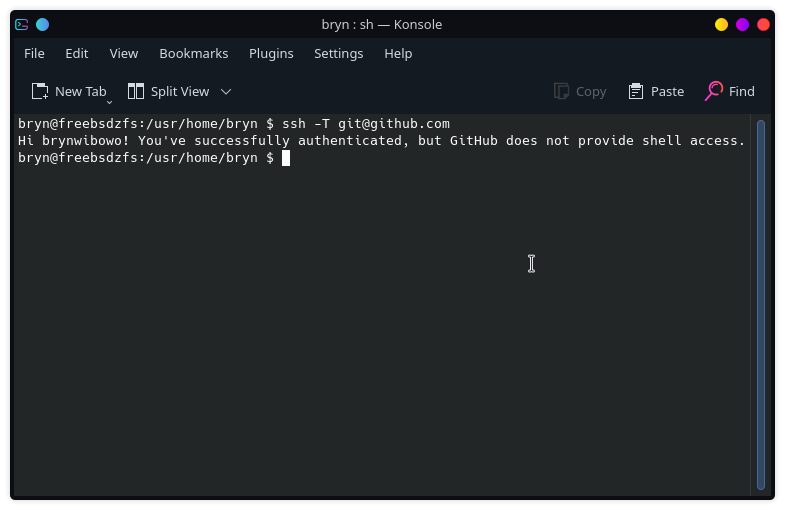 bryn : sh — Konsole
File Edit View Bookmarks Plugins Settings Help
New Tab Split View Copy Paste Find
bryn@freebsdzfs:/usr/home/bryn $ ssh -T git@github.com
Hi brynwibowo! You've successfully authenticated, but GitHub does not provide shell access.
bryn@freebsdzfs:/usr/home/bryn $